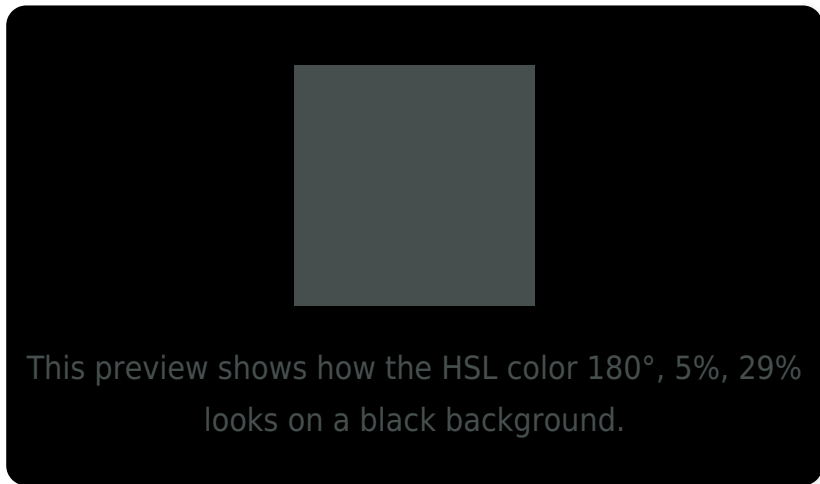 This preview shows how the HSL color 180°, 5%, 29%
looks on a black background.